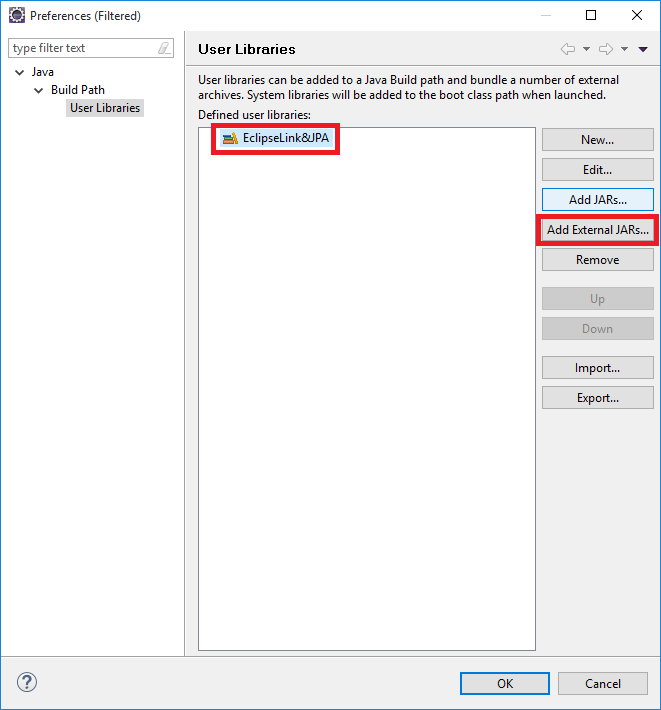 Preferences (Filtered)
type filter text
Java
Build Path
User Libraries
User Libraries
User libraries can be added to a Java Build path and bundle a number of external
archives. System libraries will be added to the boot class path when launched.
Defined user libraries:
EclipseLink&JPA
New...
Edit...
Add JARs...
Add External JARs...
Remove
Up
Down
Import...
Export...
?
OK
Cancel